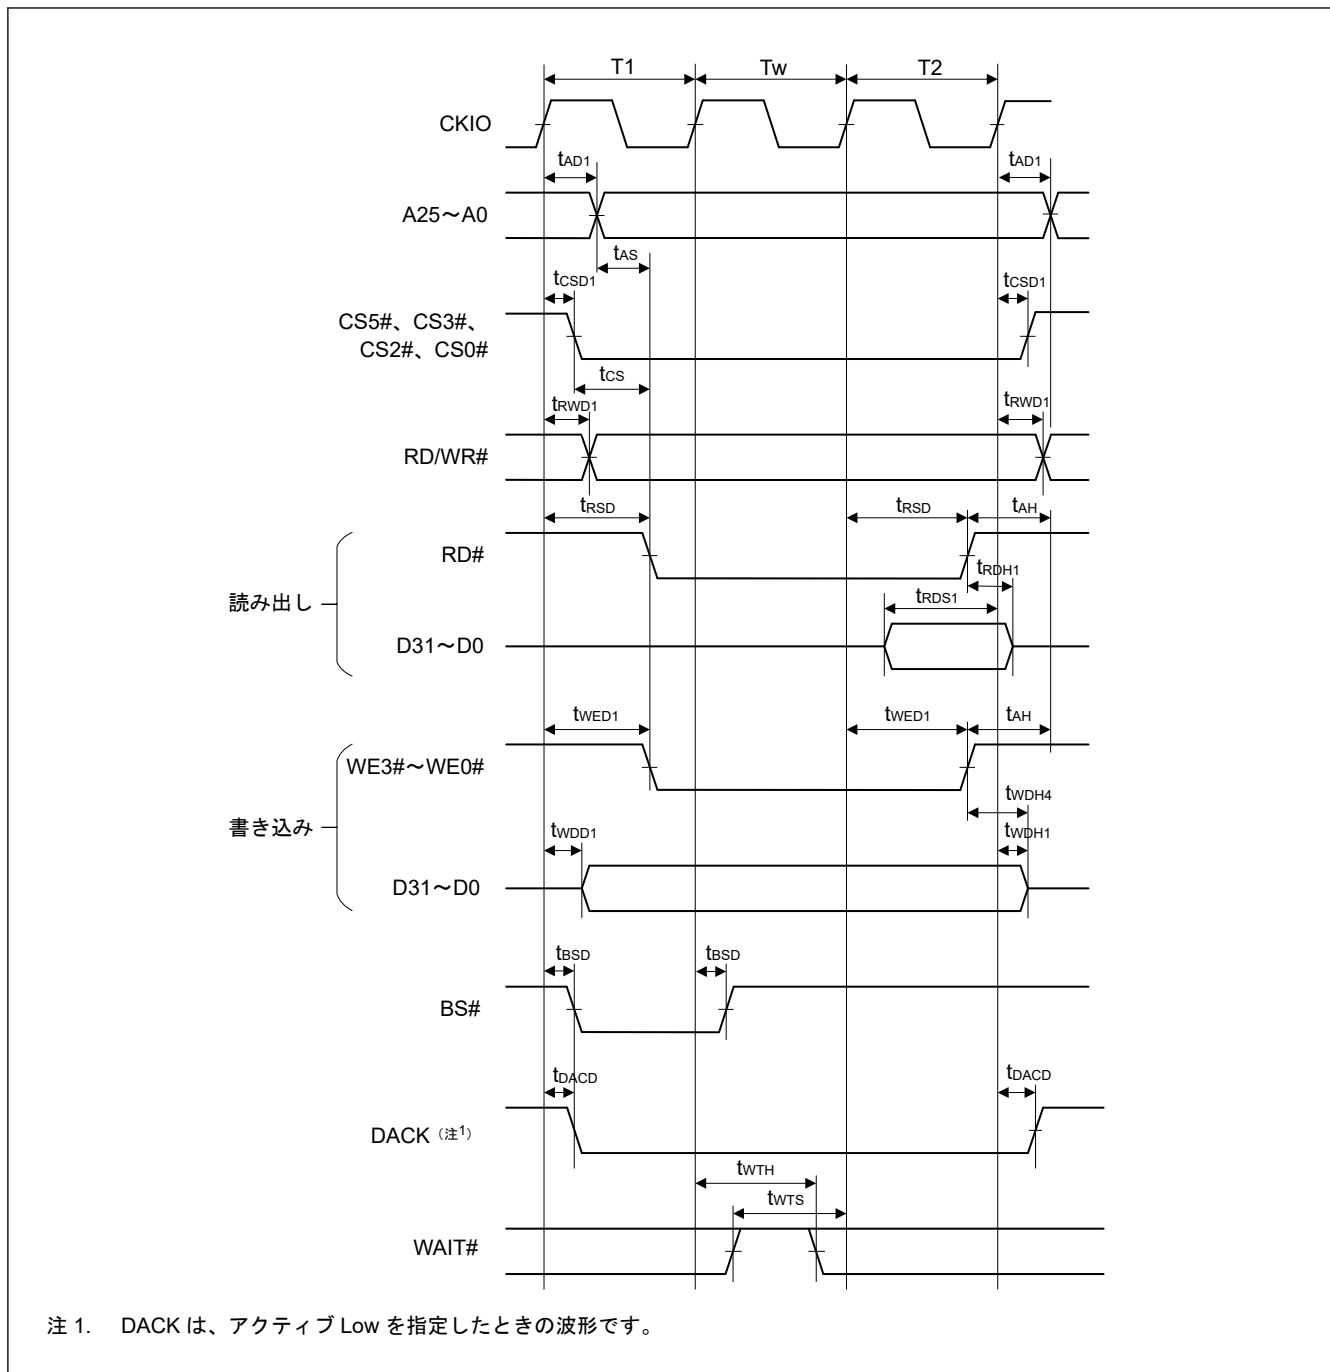 T1 Tw T2
CKIO
tAD1 tAD1
A25～A0
tAS
tCSD1 tCSD1
CS5#、CS3#、
CS2#、CS0#
tCS
tRWD1 tRWD1
RD/WR#
tRSD tRSD tAH
RD#
tRDH1
読み出し
tRDS1
D31～D0
tWED1 tWED1 tAH
WE3#～WE0#
tWDH4
書き込み
tWDD1 tWDH1
D31～D0
tBSD tBSD
BS#
tDACD tDACD
DACK（注1）
tWTH
tWTS
WAIT#
注 1. DACK は、アクティブ Low を指定したときの波形です。